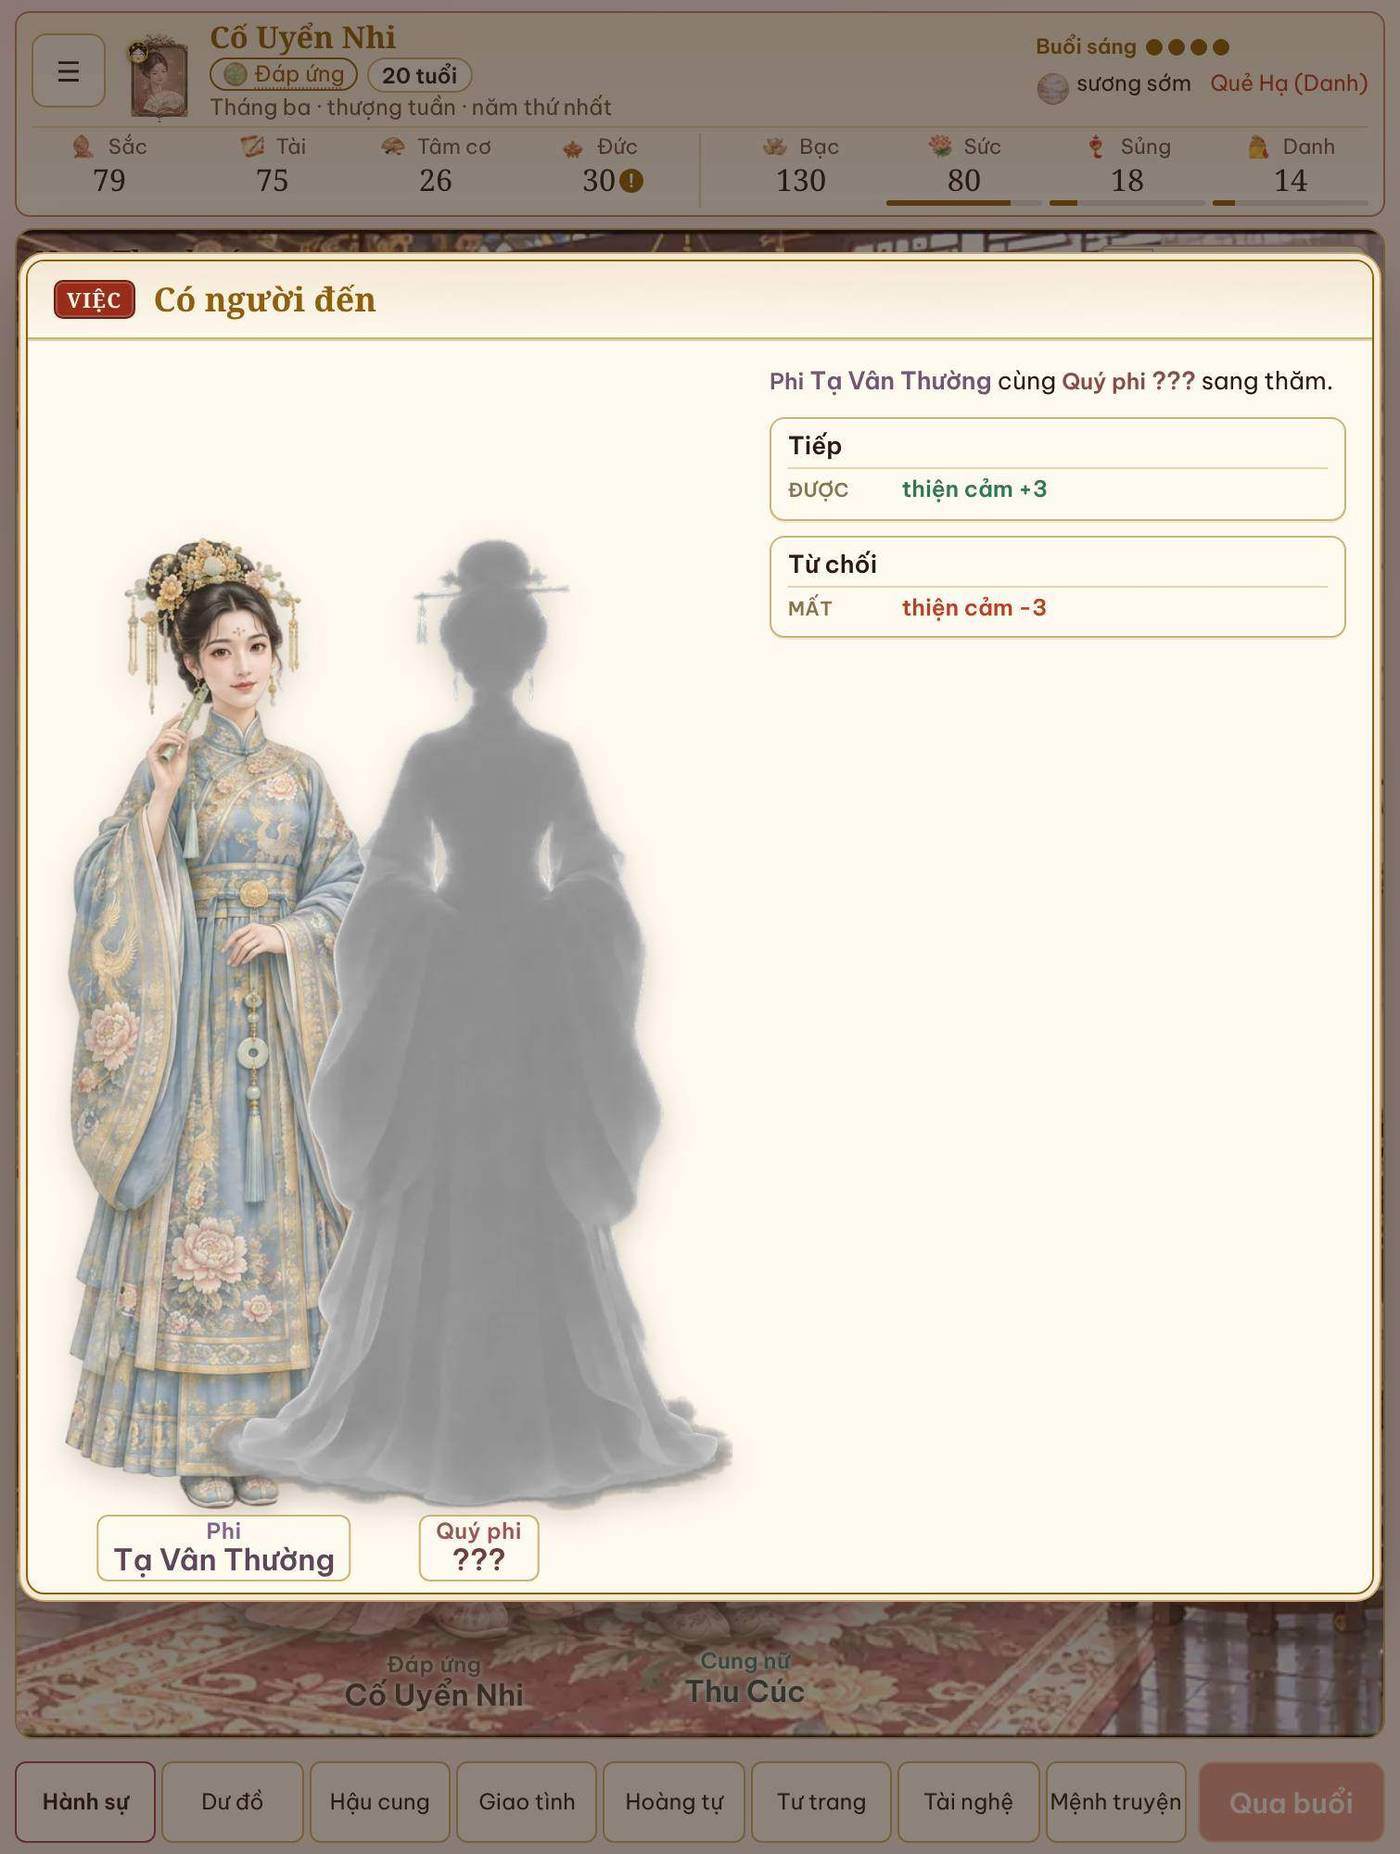 ☰
Cố Uyển Nhi
Đáp ứng
20 tuổi
Tháng ba · thượng tuần · năm thứ nhất
Buổi sáng
sương sớm
Quẻ Hạ (Danh)
Sắc
79
Tài
75
Tâm cơ
26
Đức
30 !
Bạc
130
Sức
80
Sủng
18
Danh
14
VIỆC
Có người đến
Phi Tạ Vân Thường cùng Quý phi ??? sang thăm.
Tiếp
ĐƯỢC thiện cảm +3
Từ chối
MẤT thiện cảm -3
Phi
Tạ Vân Thường
Quý phi
???
Đáp ứng
Cố Uyển Nhi
Cung nữ
Thu Cúc
Hành sự
Dư đồ
Hậu cung
Giao tình
Hoàng tự
Tư trang
Tài nghệ
Mệnh truyện
Qua buổi